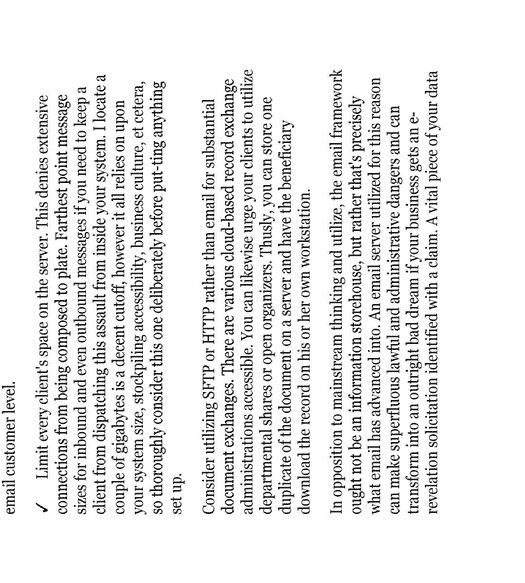 email customer level.
✓ Limit every client's space on the server. This denies extensive
connections from being composed to plate. Farthest point message
sizes for inbound and even outbound messages if you need to keep a
client from dispatching this assault from inside your system. I locate a
couple of gigabytes is a decent cutoff, however it all relies on upon
your system size, stockpiling accessibility, business culture, et cetera,
so thoroughly consider this one deliberately before put-ting anything
set up.
Consider utilizing SFTP or HTTP rather than email for substantial
document exchanges. There are various cloud-based record exchange
administrations accessible. You can likewise urge your clients to utilize
departmental shares or open organizers. Thusly, you can store one
duplicate of the document on a server and have the beneficiary
download the record on his or her own workstation.
In opposition to mainstream thinking and utilize, the email framework
ought not be an information storehouse, but rather that's precisely
what email has advanced into. An email server utilized for this reason
can make superfluous lawful and administrative dangers and can
transform into an outright bad dream if your business gets an e-
revelation solicitation identified with a claim. A vital piece of your data